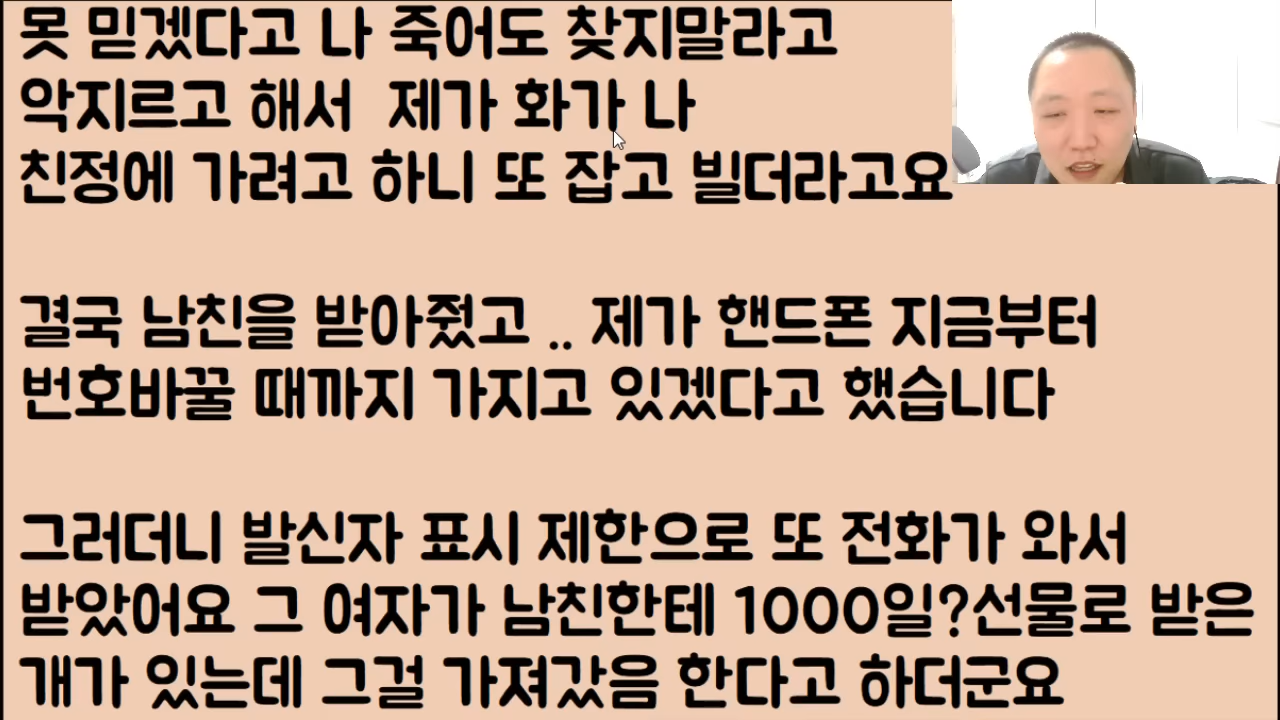 못 믿겠다고 나 죽어도 찾지말라고
악지르고 해서 제가 화가 나
친정에 가려고 하니 또 잡고 빌더라고요
결국 남친을 받아줬고 .. 제가 핸드폰 지금부터
번호바꿀 때까지 가지고 있겠다고 했습니다
그러더니 발신자 표시 제한으로 또 전화가 와서
받았어요 그 여자가 남친한테 1000일?선물로 받은
개가 있는데 그걸 가져갔음 한다고 하더군요